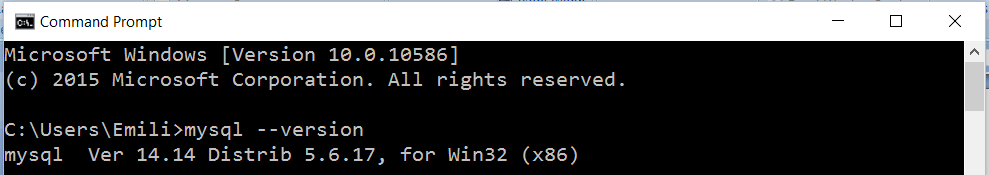 Command Prompt
Microsoft Windows [Version 10.0.10586]
(c) 2015 Microsoft Corporation. All rights reserved.
C:\Users\Emili>mysql --version
mysql  Ver 14.14 Distrib 5.6.17, for Win32 (x86)